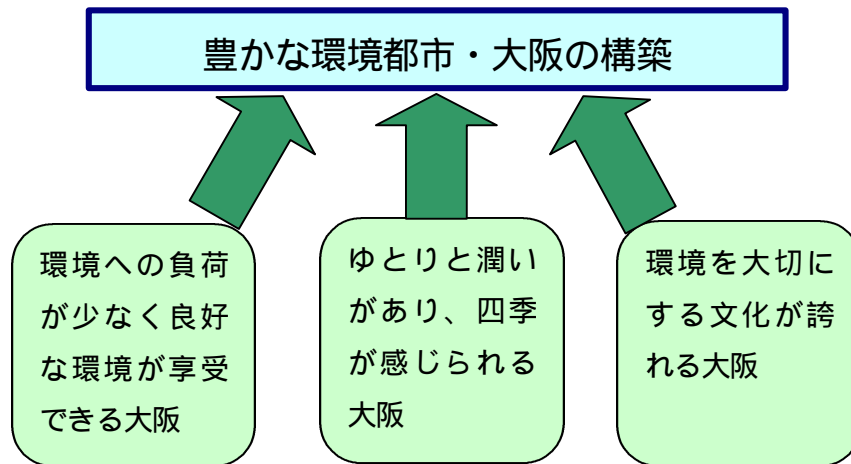 豊かな環境都市・大阪の構築
環境への負荷
が少なく良好
な環境が享受
できる大阪
ゆとりと潤い
があり、四季
が感じられる
大阪
環境を大切に
する文化が誇
れる大阪